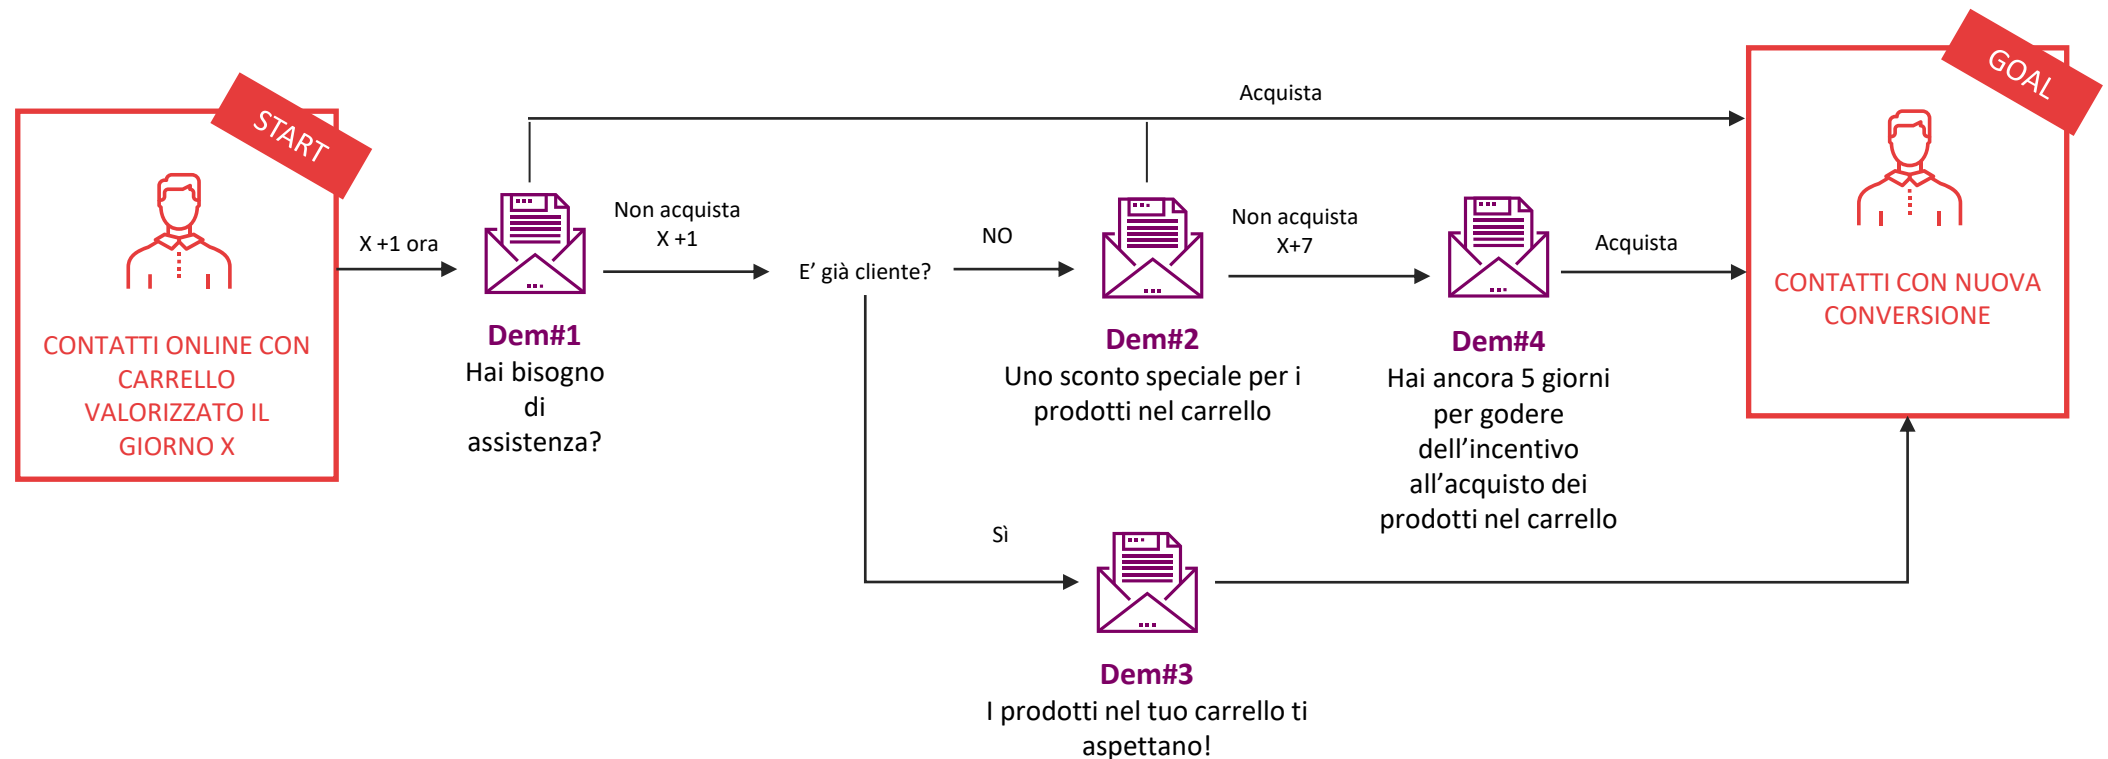 START
CONTATTI ONLINE CON
CARRELLO
VALORIZZATO IL
GIORNO X
X +1 ora
Dem#1
Hai bisogno
di
assistenza?
Non acquista
X +1
E’ già cliente?
NO
Sì
Dem#2
Uno sconto speciale per i
prodotti nel carrello
Dem#3
I prodotti nel tuo carrello ti
aspettano!
Non acquista
X+7
Dem#4
Hai ancora 5 giorni
per godere
dell’incentivo
all’acquisto dei
prodotti nel carrello
Acquista
Acquista
GOAL
CONTATTI CON NUOVA
CONVERSIONE